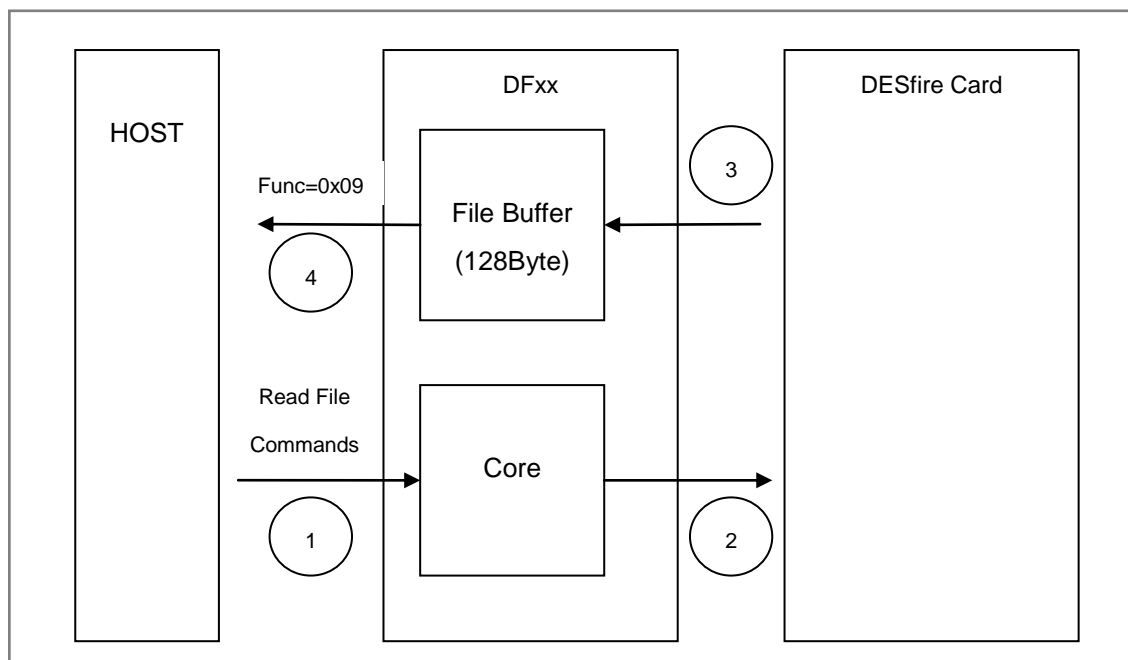 HOST
DFxx
DESfire Card
Func=0x09
4
File Buffer
(128Byte)
3
Read File
Commands
1
Core
2